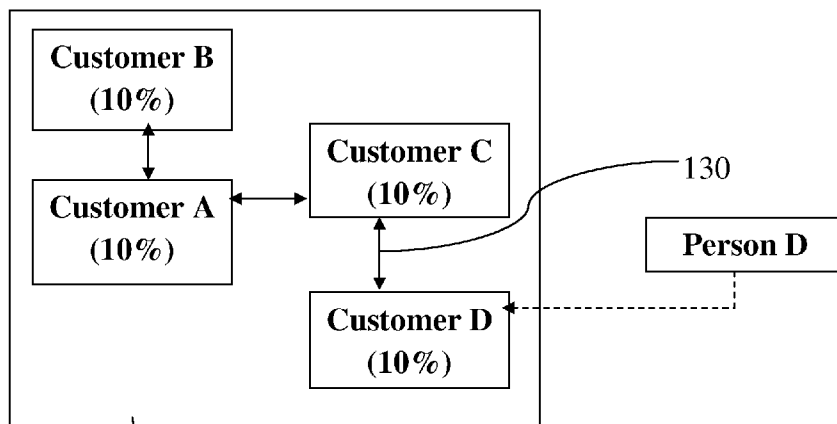 Customer B
(10%)
Customer C
(10%)
130
Customer A
(10%)
Person D
Customer D
(10%)